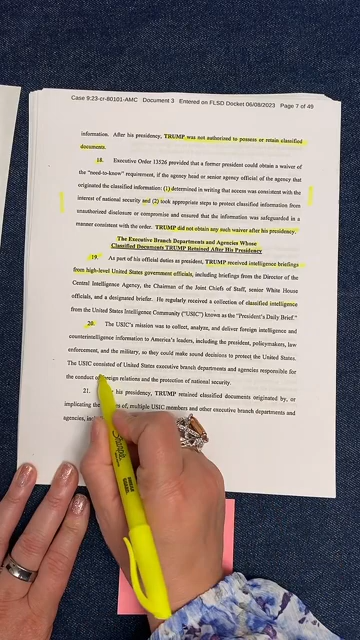 Case 9:23-cr-80101-AMC Document 3 Entered on FLSD Docket 06/08/2023 Page 7 of 49
information. After his presidency, TRUMP was not authorized to possess or retain classified
documents.
18. Executive Order 13526 provided that a former president could obtain a waiver of
the "need-to-know" requirement, if the agency head or senior agency official of the agency that
originated the classified information: (1) determined in writing that access was consistent with the
interest of national security and (2) took appropriate steps to protect classified information from
unauthorized disclosure or compromise and ensured that the information was safeguarded in a
manner consistent with the order. TRUMP did not obtain any such waiver after his presidency.
The Executive Branch Departments and Agencies Whose
Classified Documents TRUMP Retained After His Presidency
19. As part of his official duties as president, TRUMP received intelligence briefings
from high-level United States government officials, including briefings from the Director of the
Central Intelligence Agency, the Chairman of the Joint Chiefs of Staff, senior White House
officials, and a designated briefer. He regularly received a collection of classified intelligence
from the United States Intelligence Community ("USIC") known as the "President's Daily Brief."
20. The USIC's mission was to collect, analyze, and deliver foreign intelligence and
counterintelligence information to America's leaders, including the president, policymakers, law
enforcement, and the military, so they could make sound decisions to protect the United States.
The USIC consisted of United States executive branch departments and agencies responsible for
the conduct of foreign relations and the protection of national security.
21. his presidency, TRUMP retained classified documents originated by, or
implicating the of, multiple USIC members and other executive branch departments and
agencies,
Sharpie